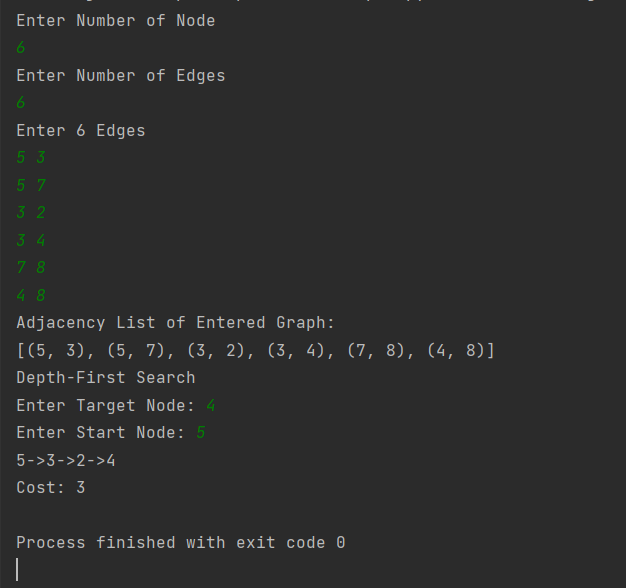 Enter Number of Node
6
Enter Number of Edges
6
Enter 6 Edges
5 3
5 7
3 2
3 4
7 8
4 8
Adjacency List of Entered Graph:
[(5, 3), (5, 7), (3, 2), (3, 4), (7, 8), (4, 8)]
Depth-First Search
Enter Target Node: 4
Enter Start Node: 5
5->3->2->4
Cost: 3
Process finished with exit code 0